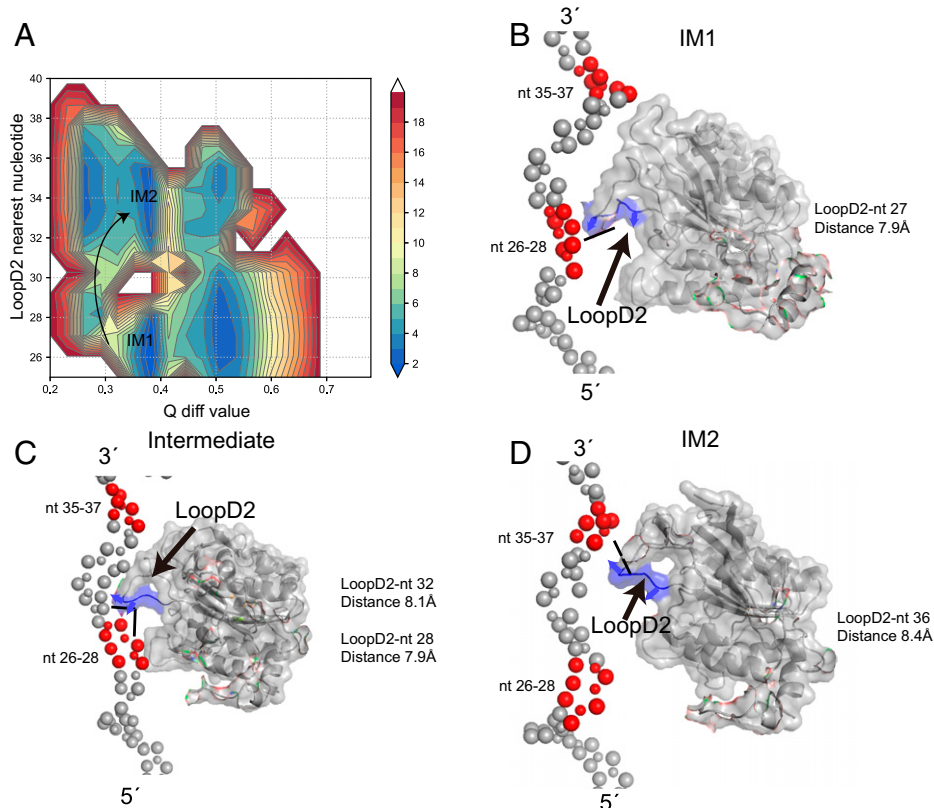 A
40
38
36
34
32
30
28
26
LoopD2 nearest nucleotide
IM2
IM1
0.2
0.3
0.4
0.5
0.6
0.7
Q diff value
18
16
14
12
10
8
6
4
2
B
IM1
3´
nt 35-37
nt 26-28
LoopD2-nt 27
Distance 7.9Å
LoopD2
5´
C
Intermediate
3´
LoopD2
nt 35-37
LoopD2-nt 32
Distance 8.1Å
LoopD2-nt 28
Distance 7.9Å
nt 26-28
5´
D
IM2
3´
nt 35-37
LoopD2
LoopD2-nt 36
Distance 8.4Å
nt 26-28
5´